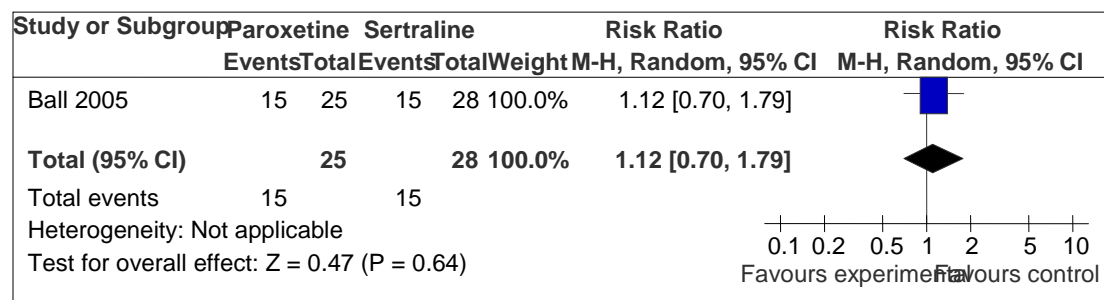 Study or Subgroup Paroxetine Sertraline Risk Ratio Risk Ratio
Events Total Events Total Weight M-H, Random, 95% CI M-H, Random, 95% CI
Ball 2005 15 25 15 28 100.0% 1.12 [0.70, 1.79]
Total (95% CI) 25 28 100.0% 1.12 [0.70, 1.79]
Total events 15 15
Heterogeneity: Not applicable
Test for overall effect: Z = 0.47 (P = 0.64)
0.1 0.2 0.5 1 2 5 10
Favours experimental Favours control